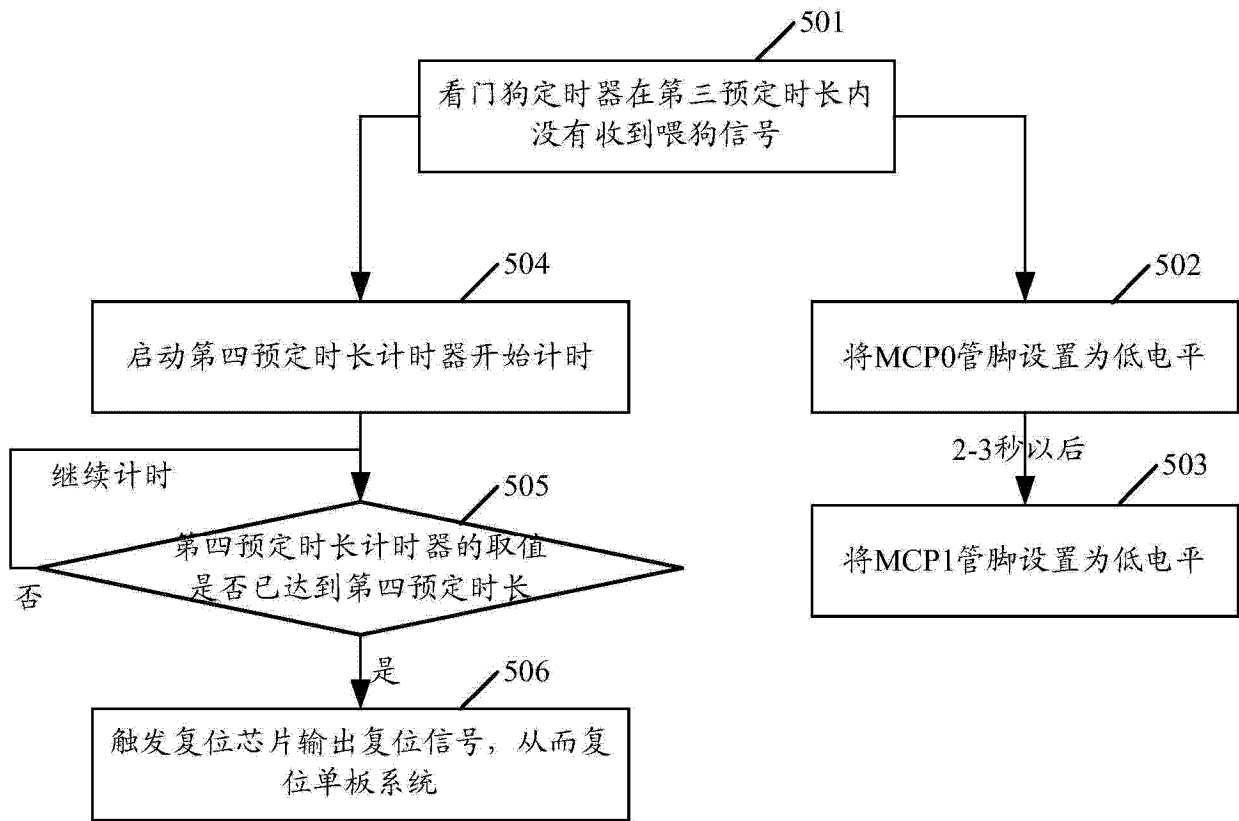 501
看门狗定时器在第三预定时长内
没有收到喂狗信号
504
启动第四预定时长计时器开始计时
502
将MCP0管脚设置为低电平
2-3秒以后
503
将MCP1管脚设置为低电平
继续计时
505
第四预定时长计时器的取值
是否已达到第四预定时长
否
是
506
触发复位芯片输出复位信号，从而复
位单板系统